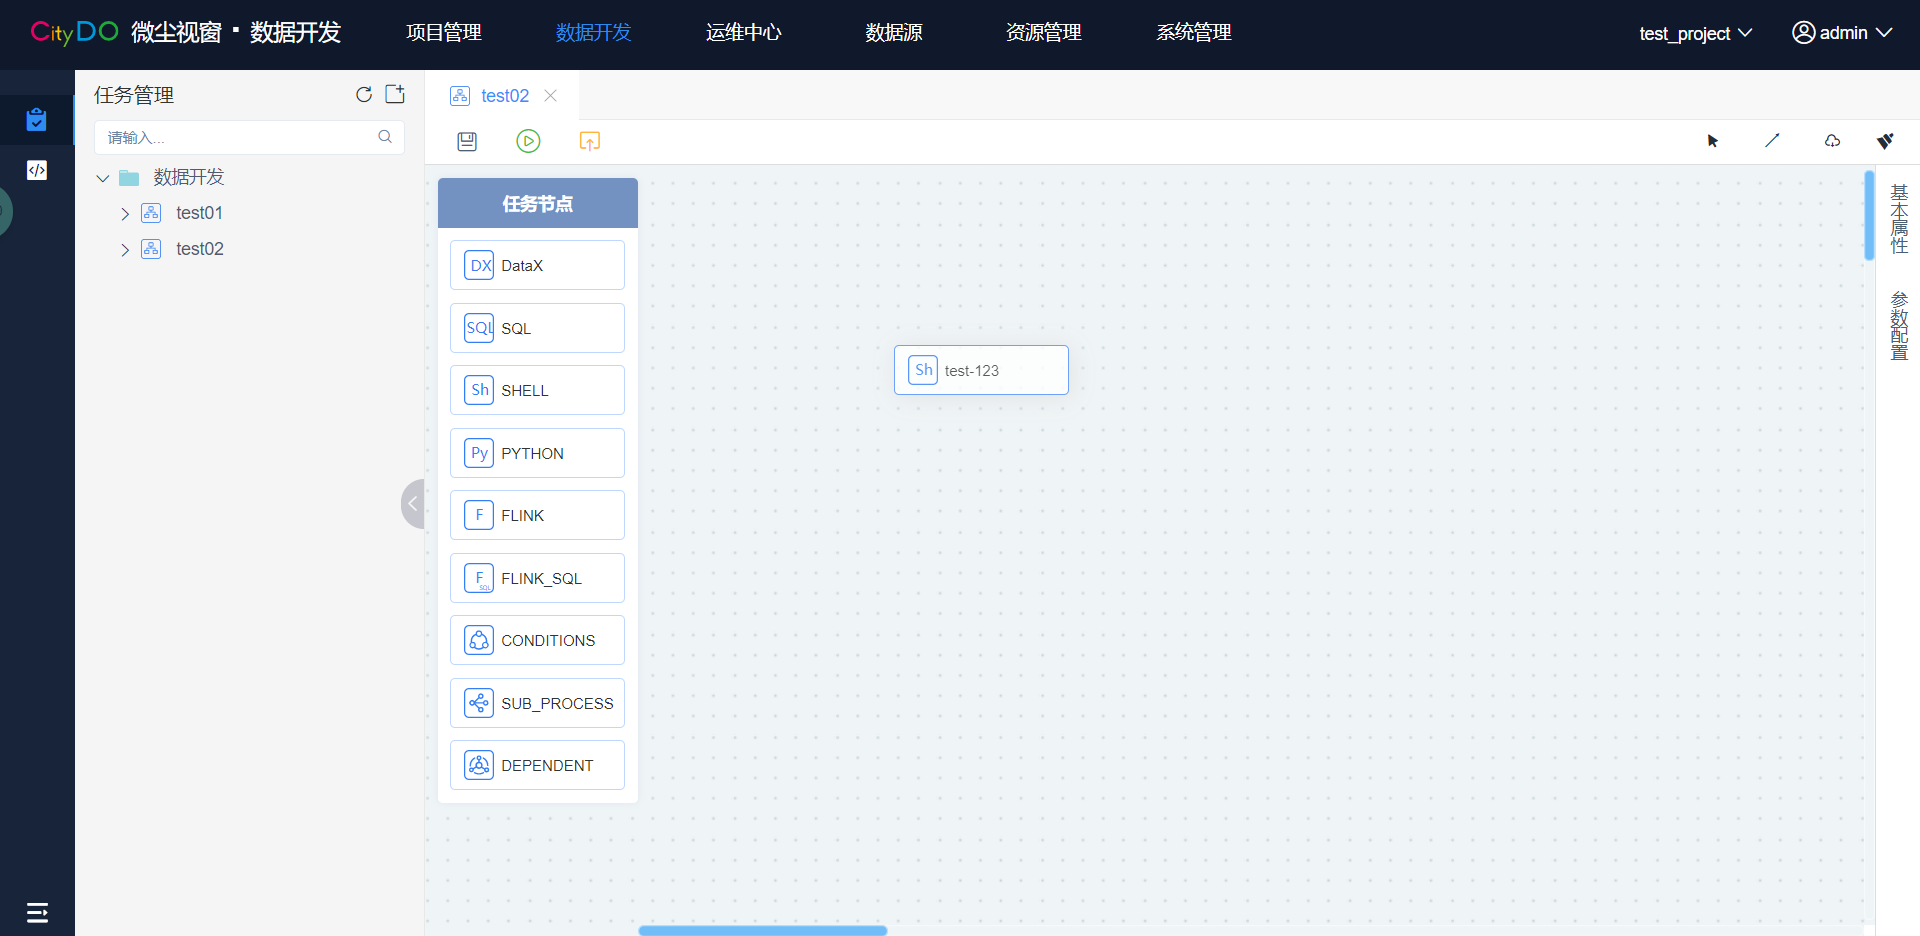 CityDO 微尘视窗 · 数据开发
项目管理
数据开发
运维中心
数据源
资源管理
系统管理
test_project
admin
任务管理
请输入...
数据开发
test01
test02
test02
任务节点
DX DataX
SQL SQL
Sh SHELL
Py PYTHON
F FLINK
F SQL FLINK_SQL
CONDITIONS
SUB_PROCESS
DEPENDENT
Sh test-123
基本属性
参数配置